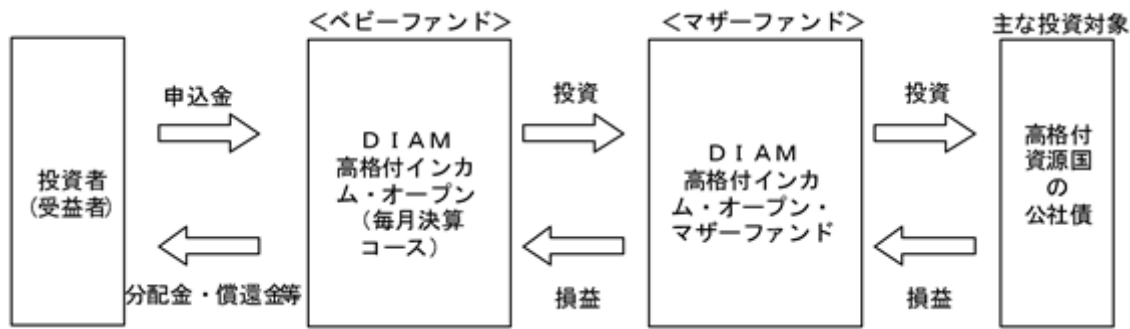 ＜ベビーファンド＞
＜マザーファンド＞
主な投資対象
投資者
(受益者)
申込金
分配金・償還金等
ＤＩＡＭ
高格付インカ
ム・オープン
（毎月決算
コース）
投資
損益
ＤＩＡＭ
高格付インカ
ム・オープン・
マザーファンド
投資
損益
高格付
資源国
の
公社債